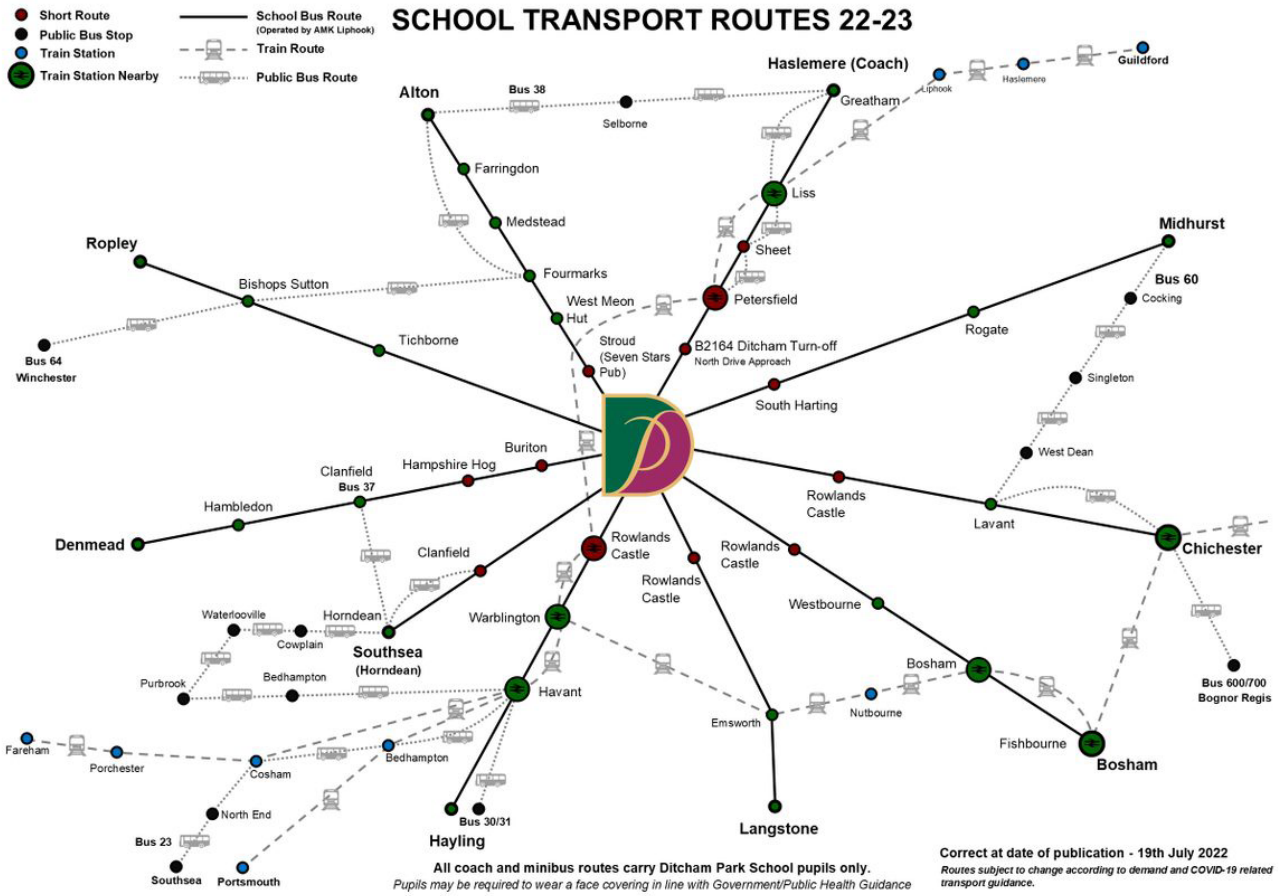 SCHOOL TRANSPORT ROUTES 22-23
Short Route
Public Bus Stop
Train Station
Train Station Nearby
School Bus Route
(Operated by AMK Liphook)
Train Route
Public Bus Route
Haslemere (Coach)
Greatham
Liphook
Haslemere
Guildford
Alton
Bus 38
Selborne
Farringdon
Medstead
Fourmarks
West Meon
Hut
Stroud
(Seven Stars
Pub)
Liss
Sheet
Petersfield
B2164 Ditcham Turn-off
North Drive Approach
Ropley
Bishops Sutton
Tichborne
Bus 64
Winchester
Midhurst
Bus 60
Cocking
Rogate
Singleton
South Harting
West Dean
Buriton
Hampshire Hog
Clanfield
Bus 37
Hambledon
Denmead
Rowlands
Castle
Lavant
Chichester
Clanfield
Rowlands
Castle
Rowlands
Castle
Rowlands
Castle
Waterlooville
Cowplain
Horndean
Southsea
(Horndean)
Warblington
Westbourne
Purbrook
Bedhampton
Havant
Bosham
Bus 600/700
Bognor Regis
Emsworth
Nutbourne
Fishbourne
Bosham
Fareham
Porchester
Cosham
Bedhampton
North End
Bus 23
Southsea
Portsmouth
Bus 30/31
Hayling
Langstone
All coach and minibus routes carry Ditcham Park School pupils only.
Pupils may be required to wear a face covering in line with Government/Public Health Guidance
Correct at date of publication - 19th July 2022
Routes subject to change according to demand and COVID-19 related
transport guidance.